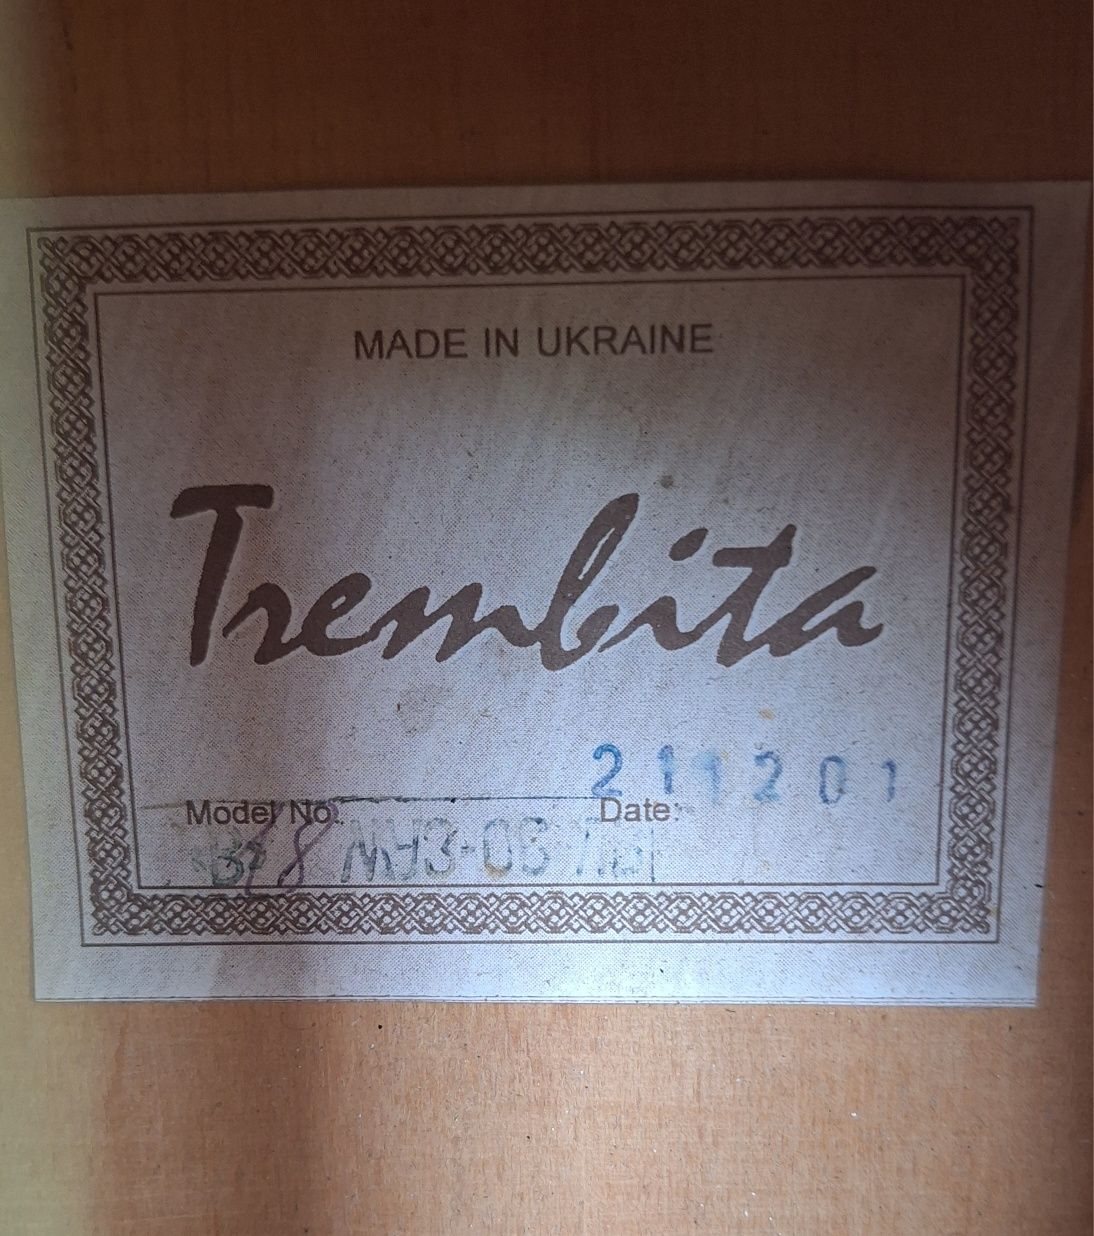 MADE IN UKRAINE
Trembita
211201
Model No: Date: